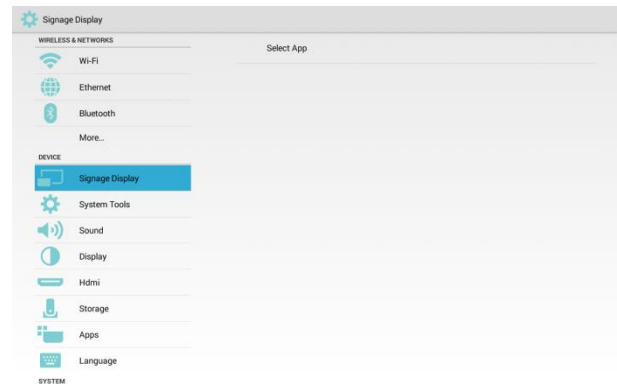 Signage Display
WIRELESS & NETWORKS
Wi-Fi
Ethernet
Bluetooth
More...
DEVICE
Signage Display
System Tools
Sound
Display
Hdmi
Storage
Apps
Language
SYSTEM
Select App